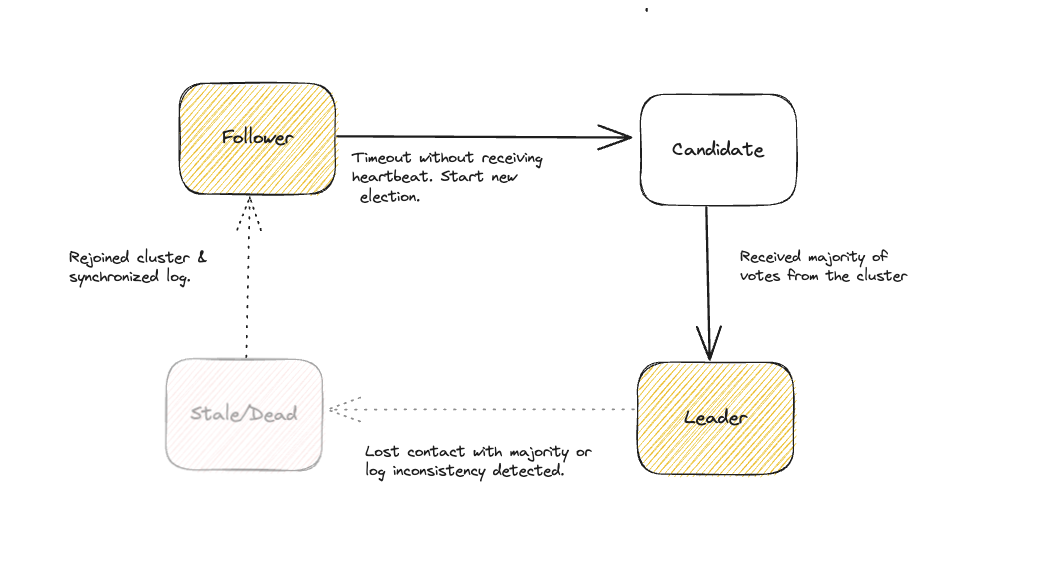 Follower
Candidate
Timeout without receiving
heartbeat. Start new
election.
Rejoined cluster &
synchronized log.
Received majority of
votes from the cluster
Stale/Dead
Leader
Lost contact with majority or
log inconsistency detected.